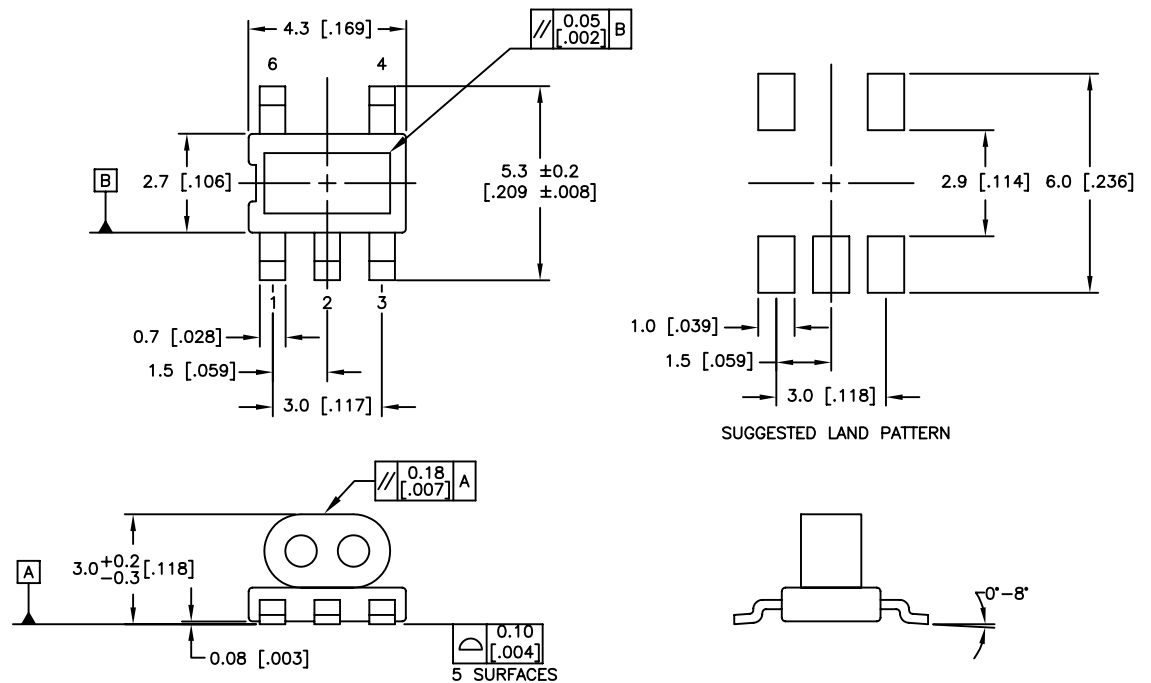 4.3 [.169]
// 0.05 [.002] B
6 4
B
2.7 [.106]
5.3 ±0.2
[.209 ±.008]
1 2 3
0.7 [.028]
1.5 [.059]
3.0 [.117]
2.9 [.114] 6.0 [.236]
1.0 [.039]
1.5 [.059]
3.0 [.118]
SUGGESTED LAND PATTERN
// 0.18 [.007] A
A
3.0 +0.2 -0.3 [.118]
0.08 [.003]
0.10 [.004]
5 SURFACES
0°-8°